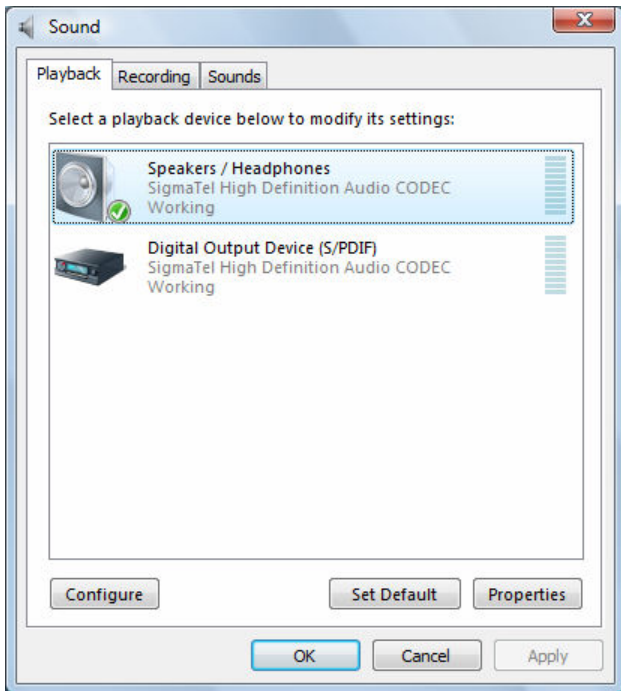 Sound
Playback Recording Sounds
Select a playback device below to modify its settings:
Speakers / Headphones
SigmaTel High Definition Audio CODEC
Working
Digital Output Device (S/PDIF)
SigmaTel High Definition Audio CODEC
Working
Configure Set Default Properties
OK Cancel Apply